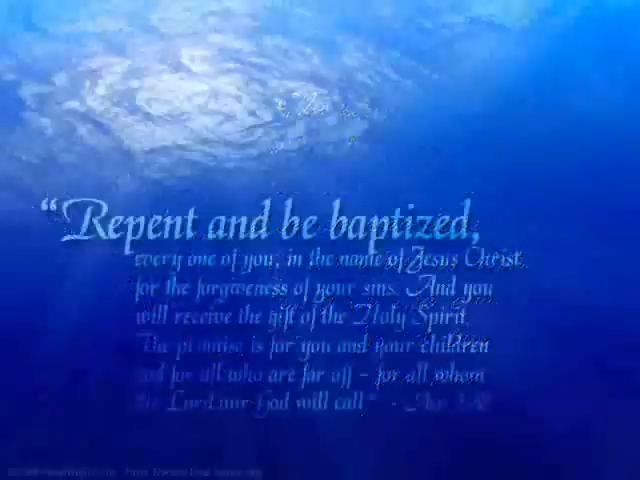 “Repent and be baptized,
every one of you, in the name of Jesus Christ
for the forgiveness of your sins. And you
will receive the gift of the Holy Spirit.
The promise is for you and your children
and for all who are far off - for all whom
the Lord our God will call” -